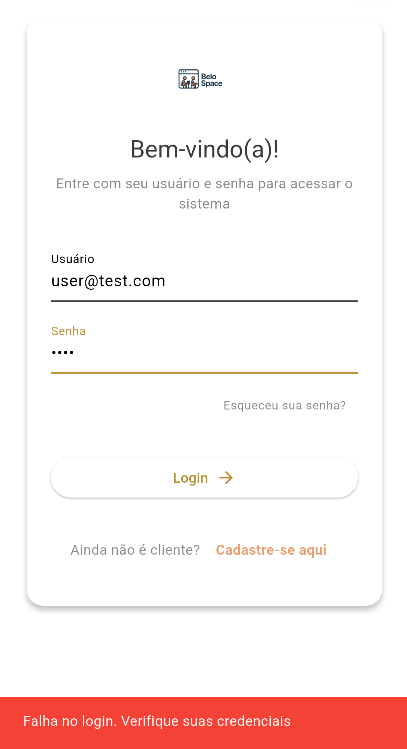 Belo
Space
Bem-vindo(a)!
Entre com seu usuário e senha para acessar o
sistema
Usuário
user@test.com
Senha
••••
Esqueceu sua senha?
Login →
Ainda não é cliente? Cadastre-se aqui
Falha no login. Verifique suas credenciais